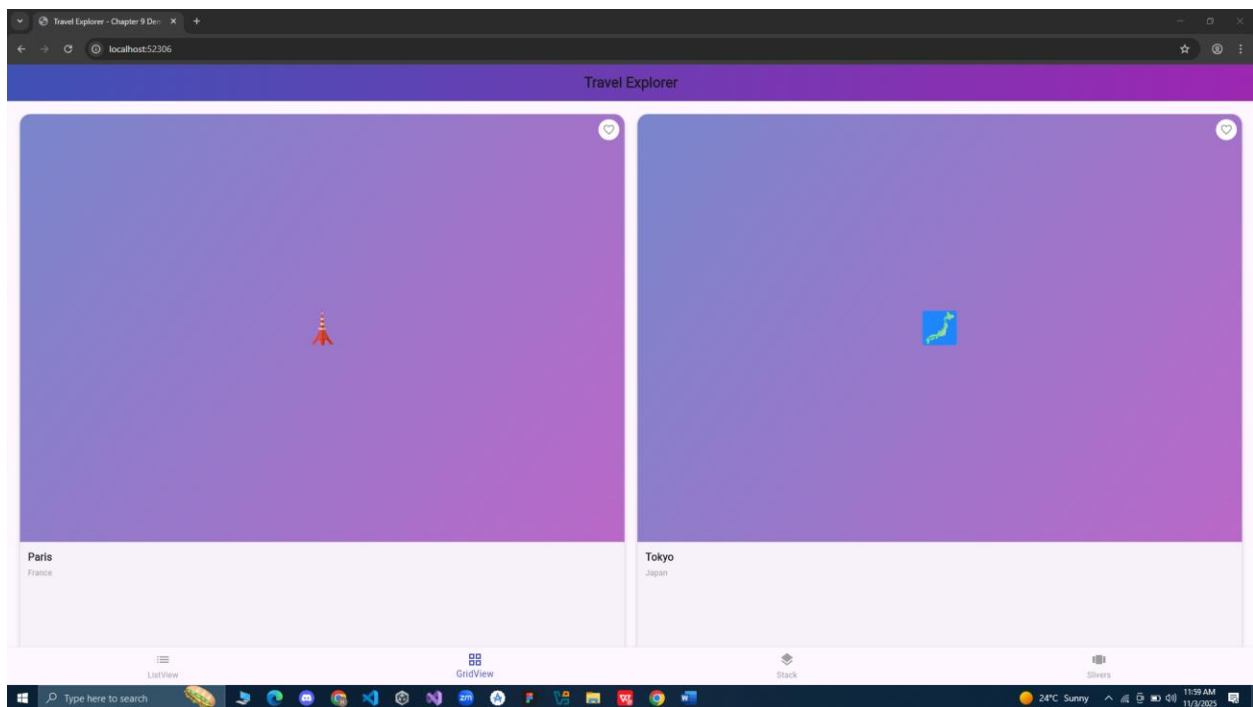 Travel Explorer - Chapter 9 Den
localhost:52306
Travel Explorer
Paris
France
Tokyo
Japan
ListView
GridView
Stack
Slivers
Type here to search
24°C Sunny
11:59 AM
11/3/2025